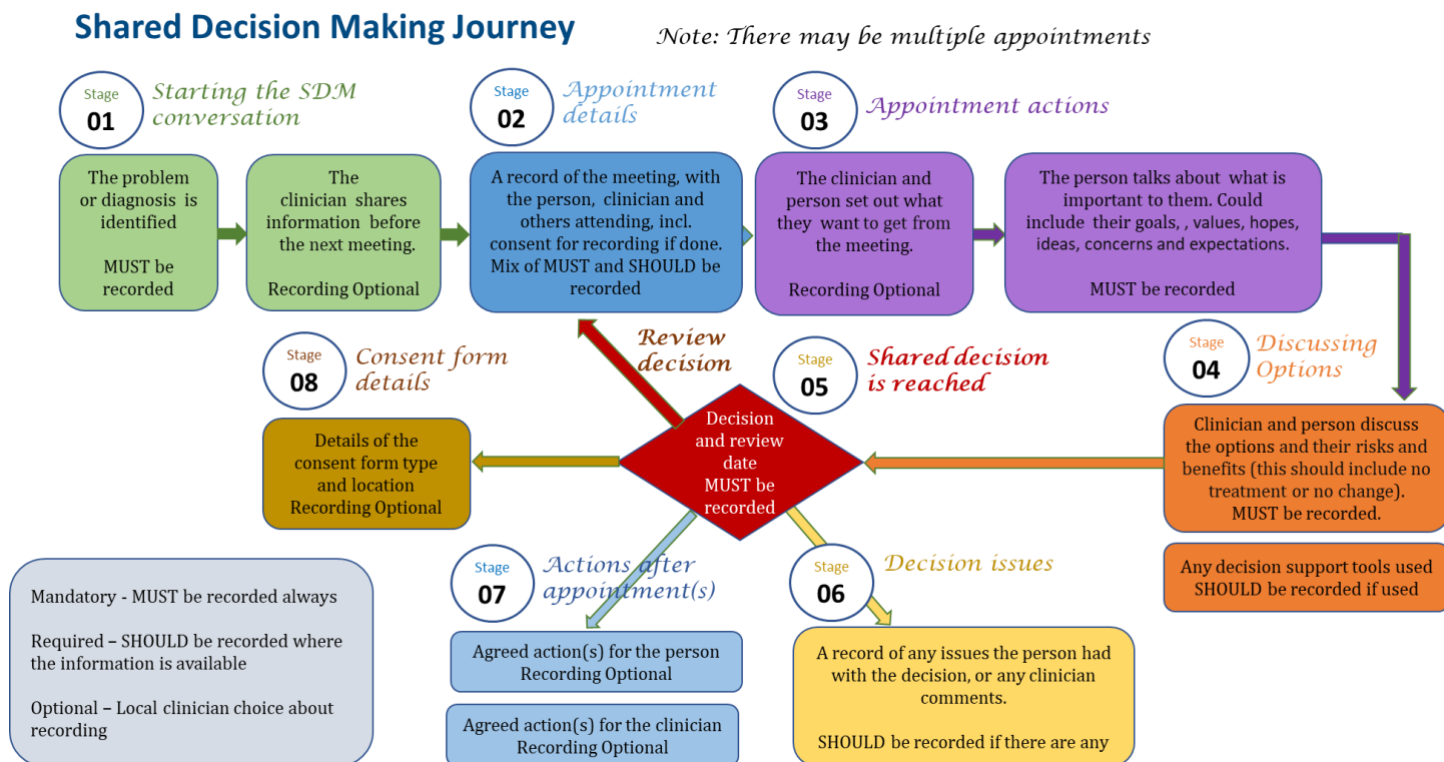 Shared Decision Making Journey
Note: There may be multiple appointments
Stage
01
Starting the SDM
conversation
The problem
or diagnosis is
identified
MUST be
recorded
The
clinician shares
information before
the next meeting.
Recording Optional
Stage
02
Appointment
details
A record of the meeting, with
the person, clinician and
others attending, incl.
consent for recording if done.
Mix of MUST and SHOULD be
recorded
Stage
03
Appointment actions
The clinician and
person set out what
they want to get from
the meeting.
Recording Optional
The person talks about what is
important to them. Could
include their goals, , values, hopes,
ideas, concerns and expectations.
MUST be recorded
Stage
04
Discussing
Options
Clinician and person discuss
the options and their risks and
benefits (this should include no
treatment or no change).
MUST be recorded.
Any decision support tools used
SHOULD be recorded if used
Stage
05
Shared decision
is reached
Decision
and review
date
MUST be
recorded
Review
decision
Stage
06
Decision issues
A record of any issues the person had
with the decision, or any clinician
comments.
SHOULD be recorded if there are any
Stage
07
Actions after
appointment(s)
Agreed action(s) for the person
Recording Optional
Agreed action(s) for the clinician
Recording Optional
Stage
08
Consent form
details
Details of the
consent form type
and location
Recording Optional
Mandatory - MUST be recorded always
Required – SHOULD be recorded where
the information is available
Optional – Local clinician choice about
recording